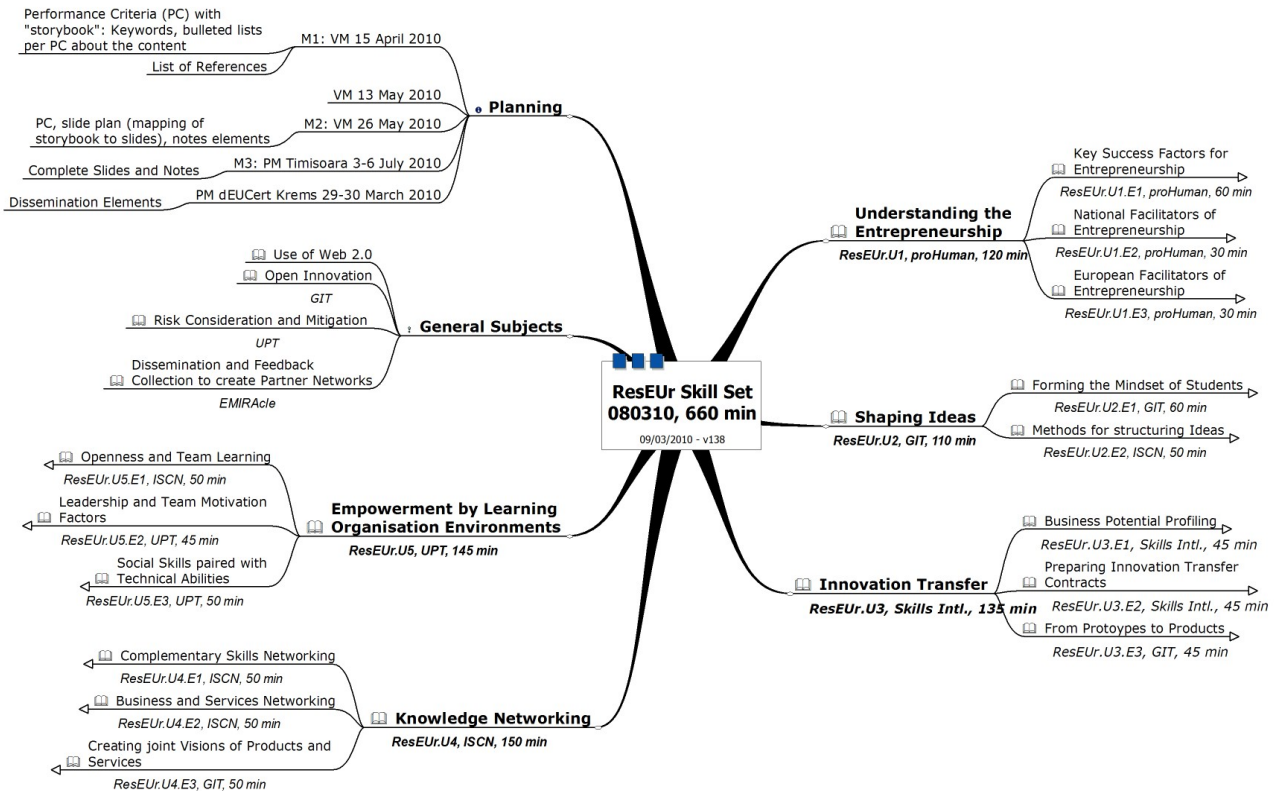 ResEUr Skill Set
080310, 660 min
09/03/2010 - v138
Planning
Performance Criteria (PC) with
"storybook": Keywords, bulleted lists
per PC about the content
M1: VM 15 April 2010
List of References
VM 13 May 2010
PC, slide plan (mapping of
storybook to slides), notes elements
M2: VM 26 May 2010
Complete Slides and Notes
M3: PM Timisoara 3-6 July 2010
Dissemination Elements
PM dEUCert Krems 29-30 March 2010
General Subjects
Use of Web 2.0
Open Innovation
GIT
Risk Consideration and Mitigation
UPT
Dissemination and Feedback
Collection to create Partner Networks
EMIRAcle
Empowerment by Learning
Organisation Environments
ResEUr.U5, UPT, 145 min
Openness and Team Learning
ResEUr.U5.E1, ISCN, 50 min
Leadership and Team Motivation
Factors
ResEUr.U5.E2, UPT, 45 min
Social Skills paired with
Technical Abilities
ResEUr.U5.E3, UPT, 50 min
Knowledge Networking
ResEUr.U4, ISCN, 150 min
Complementary Skills Networking
ResEUr.U4.E1, ISCN, 50 min
Business and Services Networking
ResEUr.U4.E2, ISCN, 50 min
Creating joint Visions of Products and
Services
ResEUr.U4.E3, GIT, 50 min
Understanding the
Entrepreneurship
ResEUr.U1, proHuman, 120 min
Key Success Factors for
Entrepreneurship
ResEUr.U1.E1, proHuman, 60 min
National Facilitators of
Entrepreneurship
ResEUr.U1.E2, proHuman, 30 min
European Facilitators of
Entrepreneurship
ResEUr.U1.E3, proHuman, 30 min
Shaping Ideas
ResEUr.U2, GIT, 110 min
Forming the Mindset of Students
ResEUr.U2.E1, GIT, 60 min
Methods for structuring Ideas
ResEUr.U2.E2, ISCN, 50 min
Innovation Transfer
ResEUr.U3, Skills Intl., 135 min
Business Potential Profiling
ResEUr.U3.E1, Skills Intl., 45 min
Preparing Innovation Transfer
Contracts
ResEUr.U3.E2, Skills Intl., 45 min
From Protoypes to Products
ResEUr.U3.E3, GIT, 45 min